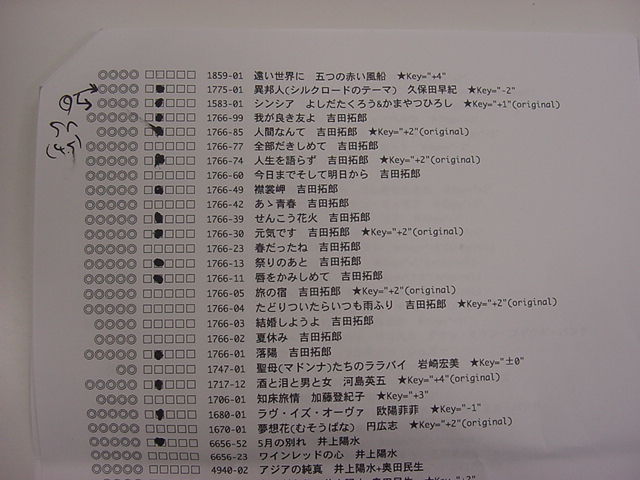 ◎◎◎◎ □□□□□ 1859-01 遠い世界に 五つの赤い風船 ★Key="+4"
◎◎◎◎ □■□□□ 1775-01 異邦人(シルクロードのテーマ) 久保田早紀 ★Key="-2"
◎◎◎◎ □■□□□ 1583-01 シンシア よしだたくろう&かまやつひろし ★Key="+1"(original)
◎◎◎◎◎ □■□□□ 1766-99 我が良き友よ 吉田拓郎
◎◎◎◎◎ □■□□□ 1766-85 人間なんて 吉田拓郎 ★Key="+2"(original)
◎◎◎◎◎ □□□□□ 1766-77 全部だきしめて 吉田拓郎
◎◎◎◎◎ □■□□□ 1766-74 人生を語らず 吉田拓郎 ★Key="+2"(original)
◎◎◎◎◎ □□□□□ 1766-60 今日までそして明日から 吉田拓郎
◎◎◎◎◎ □■□□□ 1766-49 襟裳岬 吉田拓郎
◎◎◎◎◎ □□□□□ 1766-42 あゝ青春 吉田拓郎
◎◎◎◎◎ □■□□□ 1766-39 せんこう花火 吉田拓郎
◎◎◎◎◎ □■□□□ 1766-30 元気です 吉田拓郎 ★Key="+2"(original)
◎◎◎◎◎ □□□□□ 1766-23 春だったね 吉田拓郎
◎◎◎◎◎ □■□□□ 1766-13 祭りのあと 吉田拓郎
◎◎◎◎◎ □■□□□ 1766-11 唇をかみしめて 吉田拓郎
◎◎◎◎◎ □□□□□ 1766-05 旅の宿 吉田拓郎 ★Key="+2"(original)
◎◎◎◎◎ □□□□□ 1766-04 たどりついたらいつも雨ふり 吉田拓郎 ★Key="+2"(original)
◎◎◎◎ □□□□□ 1766-03 結婚しようよ 吉田拓郎
◎◎◎◎ □□□□□ 1766-02 夏休み 吉田拓郎
◎◎◎◎◎ □■□□□ 1766-01 落陽 吉田拓郎
◎◎ □□□□□ 1747-01 聖母(マドンナ)たちのララバイ 岩崎宏美 ★Key="±0"
◎◎◎◎◎ □■□□□ 1717-12 酒と泪と男と女 河島英五 ★Key="+4"(original)
◎◎◎◎ □□□□□ 1706-01 知床旅情 加藤登紀子 ★Key="+3"
◎◎◎◎◎ □■□□□ 1680-01 ラヴ・イズ・オーヴァ 欧陽菲菲 ★Key="-1"
◎◎◎◎ □□□□□ 1670-01 夢想花(むそうばな) 円広志 ★Key="+2"(original)
◎◎◎◎◎ □■□□□ 6656-52 5月の別れ 井上陽水
◎◎◎◎ □□□□□ 6656-23 ワインレッドの心 井上陽水
◎◎◎◎◎ □□□□□ 4940-02 アジアの純真 井上陽水+奥田民生